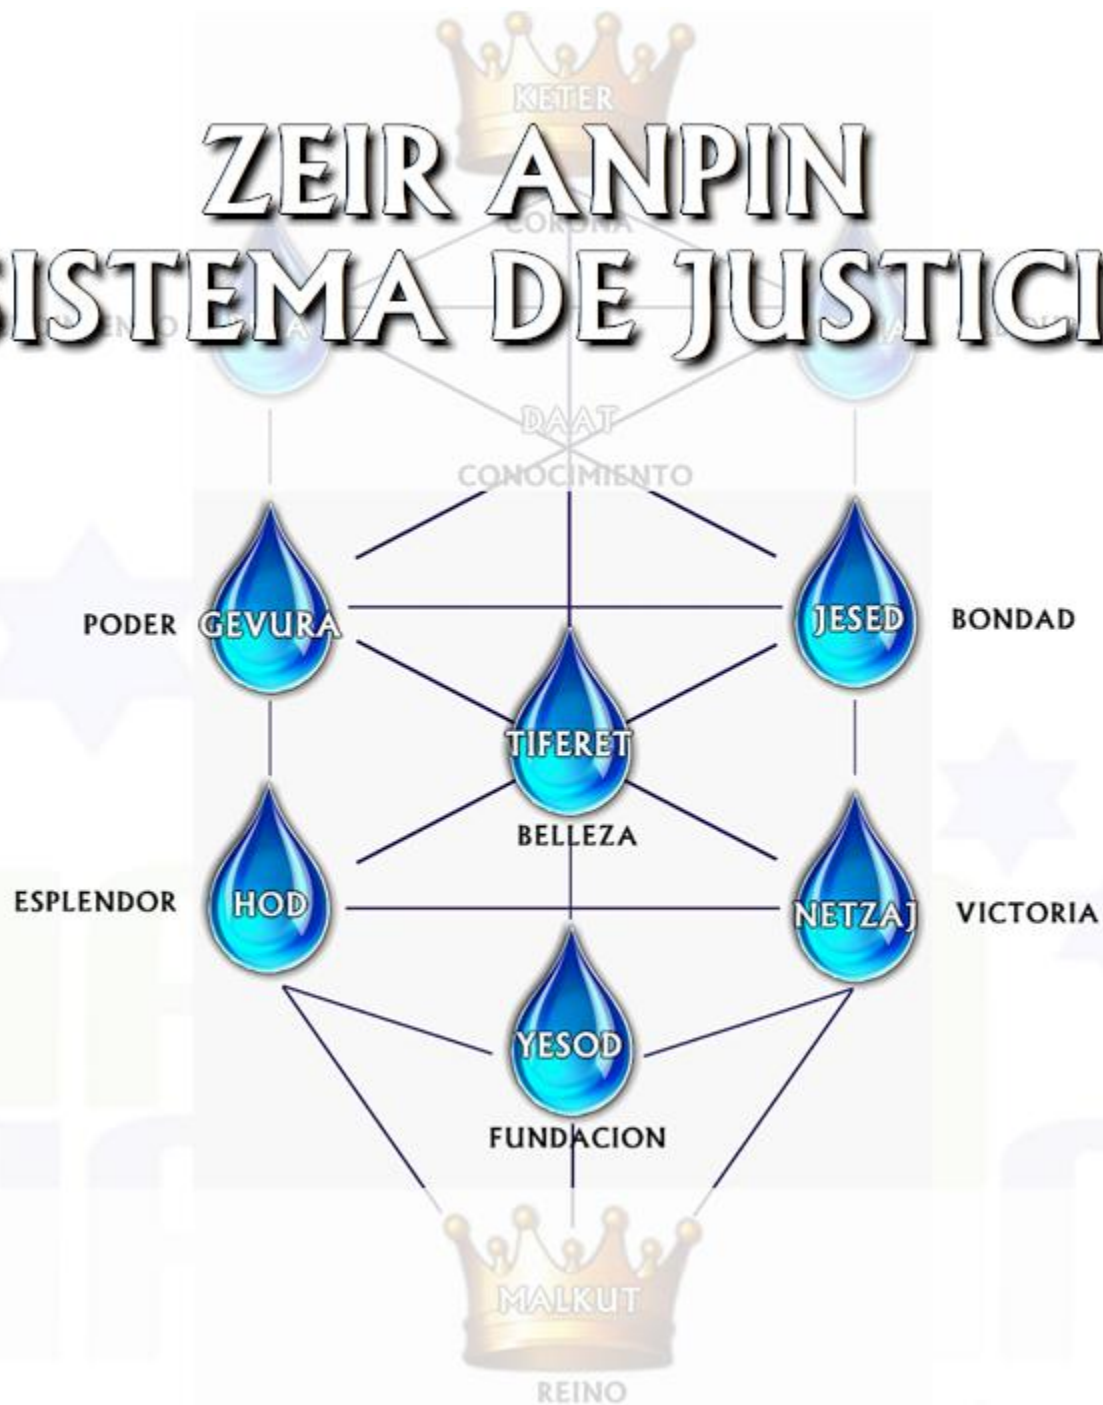 KETER
ZEIR ANPIN
CORONA
SISTEMA DE JUSTICI
DAAT
CONOCIMIENTO
PODER GEVURA JESED BONDAD
TIFERET
BELLEZA
ESPLENDOR HOD NETZAJ VICTORIA
YESOD
FUNDACION
MALKUT
REINO